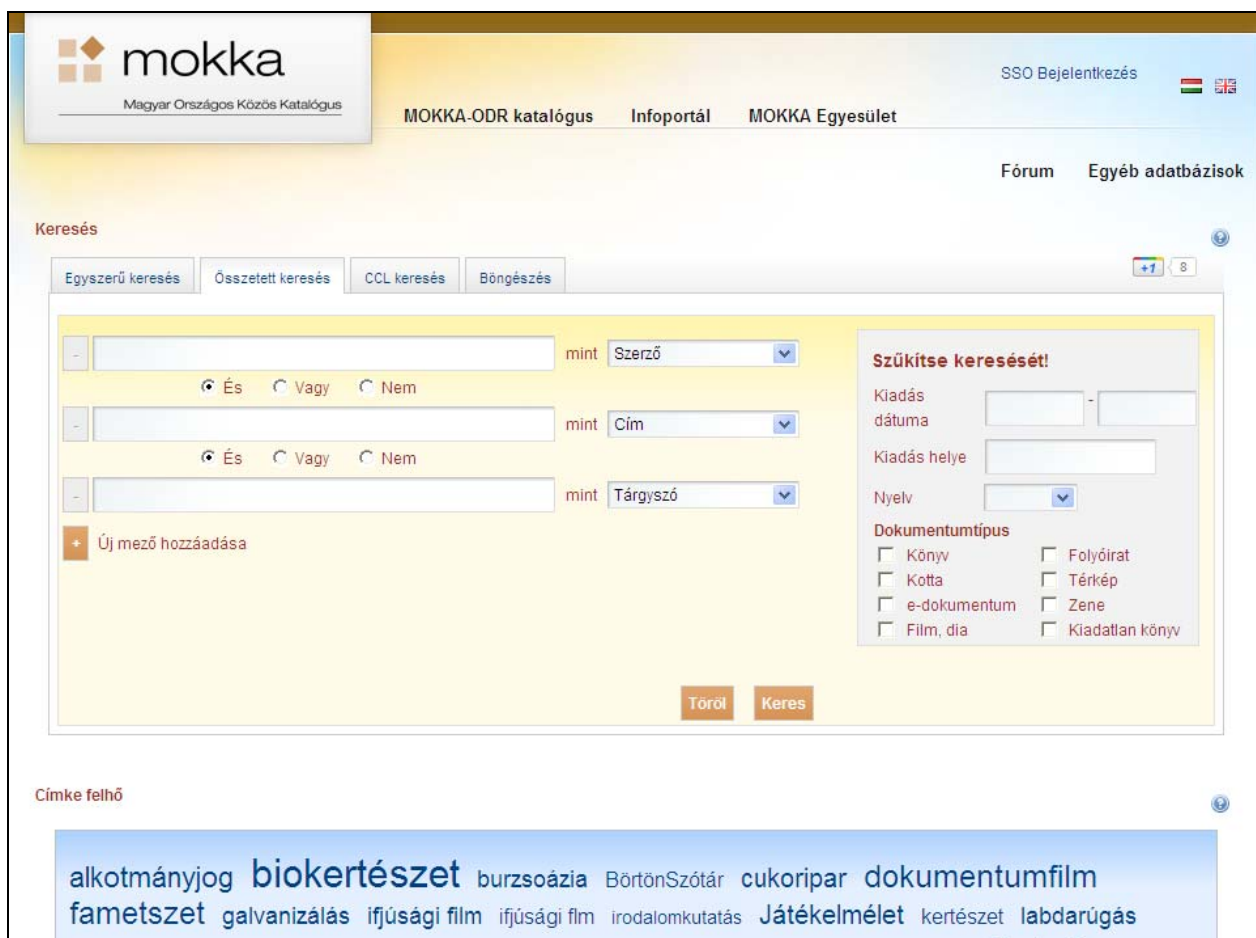 mokka
Magyar Országos Közös Katalógus
SSO Bejelentkezés
MOKKA-ODR katalógus Infoportál MOKKA Egyesület
Fórum Egyéb adatbázisok
Keresés
Egyszerű keresés Összetett keresés CCL keresés Böngészés
+1 8
- mint Szerző
És Vagy Nem
- mint Cím
És Vagy Nem
- mint Tárgyszó
+ Új mező hozzáadása
Szűkítse keresését!
Kiadás dátuma -
Kiadás helye
Nyelv
Dokumentumtípus
Könyv Folyóirat
Kotta Térkép
e-dokumentum Zene
Film, dia Kiadatlan könyv
Töröl Keres
Címke felhő
alkotmányjog biokertészet burzsoázia BörtönSzótár cukoripar dokumentumfilm
fametszet galvanizálás ifjúsági film ifjúsági flm irodalomkutatás Játékelmélet kertészet labdarúgás